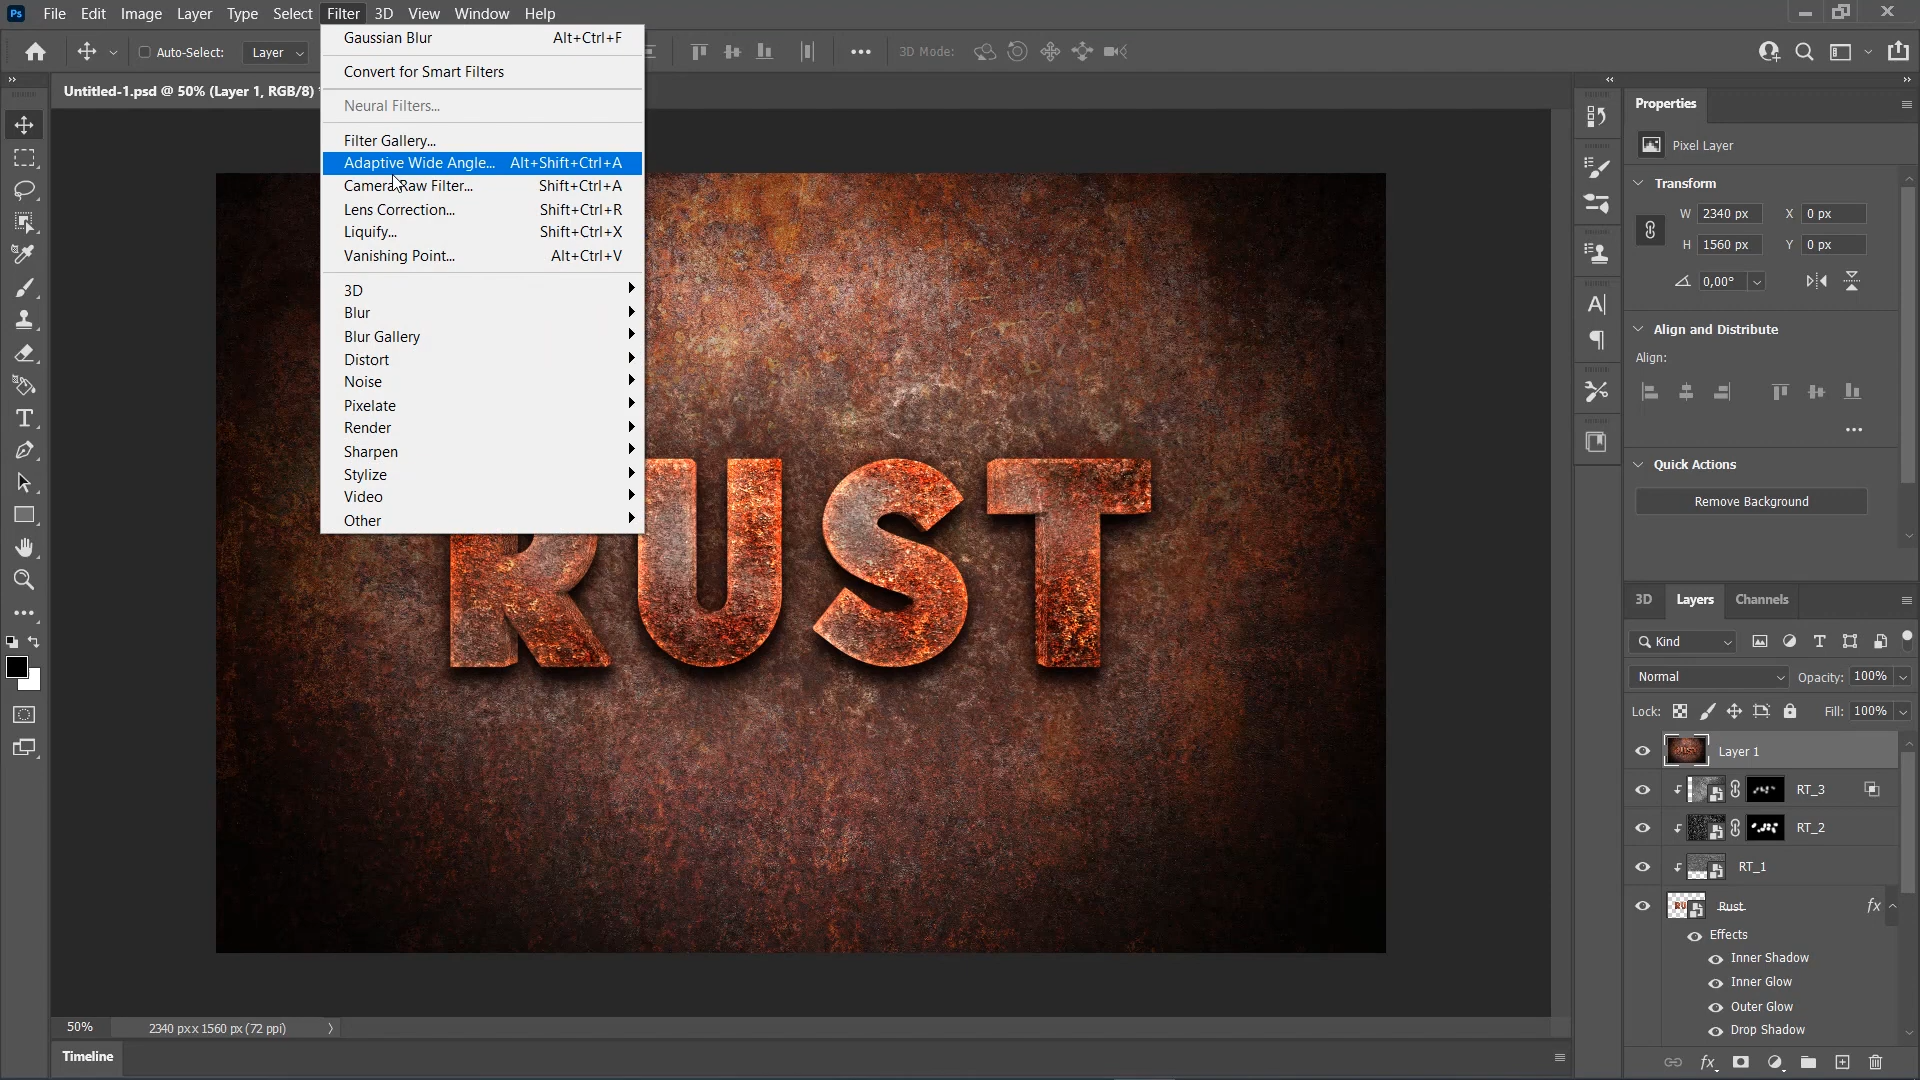 Ps File Edit Image Layer Type Select Filter 3D View Window Help
Auto-Select: Layer 3D Mode:
Untitled-1.psd @ 50% (Layer 1, RGB/8) *
Gaussian Blur Alt+Ctrl+F
Convert for Smart Filters
Neural Filters...
Filter Gallery...
Adaptive Wide Angle... Alt+Shift+Ctrl+A
Camera Raw Filter... Shift+Ctrl+A
Lens Correction... Shift+Ctrl+R
Liquify... Shift+Ctrl+X
Vanishing Point... Alt+Ctrl+V
3D
Blur
Blur Gallery
Distort
Noise
Pixelate
Render
Sharpen
Stylize
Video
Other
RUST
Properties
Pixel Layer
Transform
W 2340 px X 0 px
H 1560 px Y 0 px
0,00°
Align and Distribute
Align:
Quick Actions
Remove Background
3D Layers Channels
Kind
Normal Opacity: 100%
Lock: Fill: 100%
Layer 1
RT_3
RT_2
RT_1
Rust fx
Effects
Inner Shadow
Inner Glow
Outer Glow
Drop Shadow
fx
50% 2340 px x 1560 px (72 ppi)
Timeline